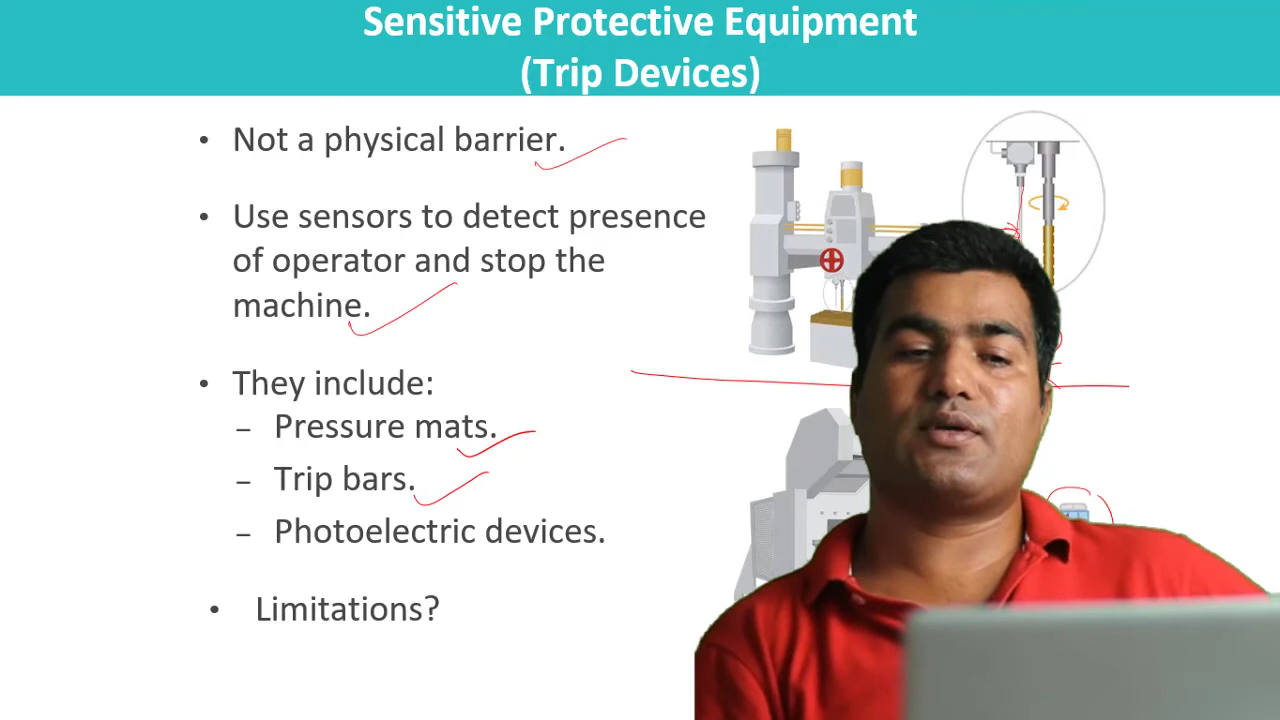 Sensitive Protective Equipment
(Trip Devices)
• Not a physical barrier.
• Use sensors to detect presence
of operator and stop the
machine.
• They include:
– Pressure mats.
– Trip bars.
– Photoelectric devices.
• Limitations?